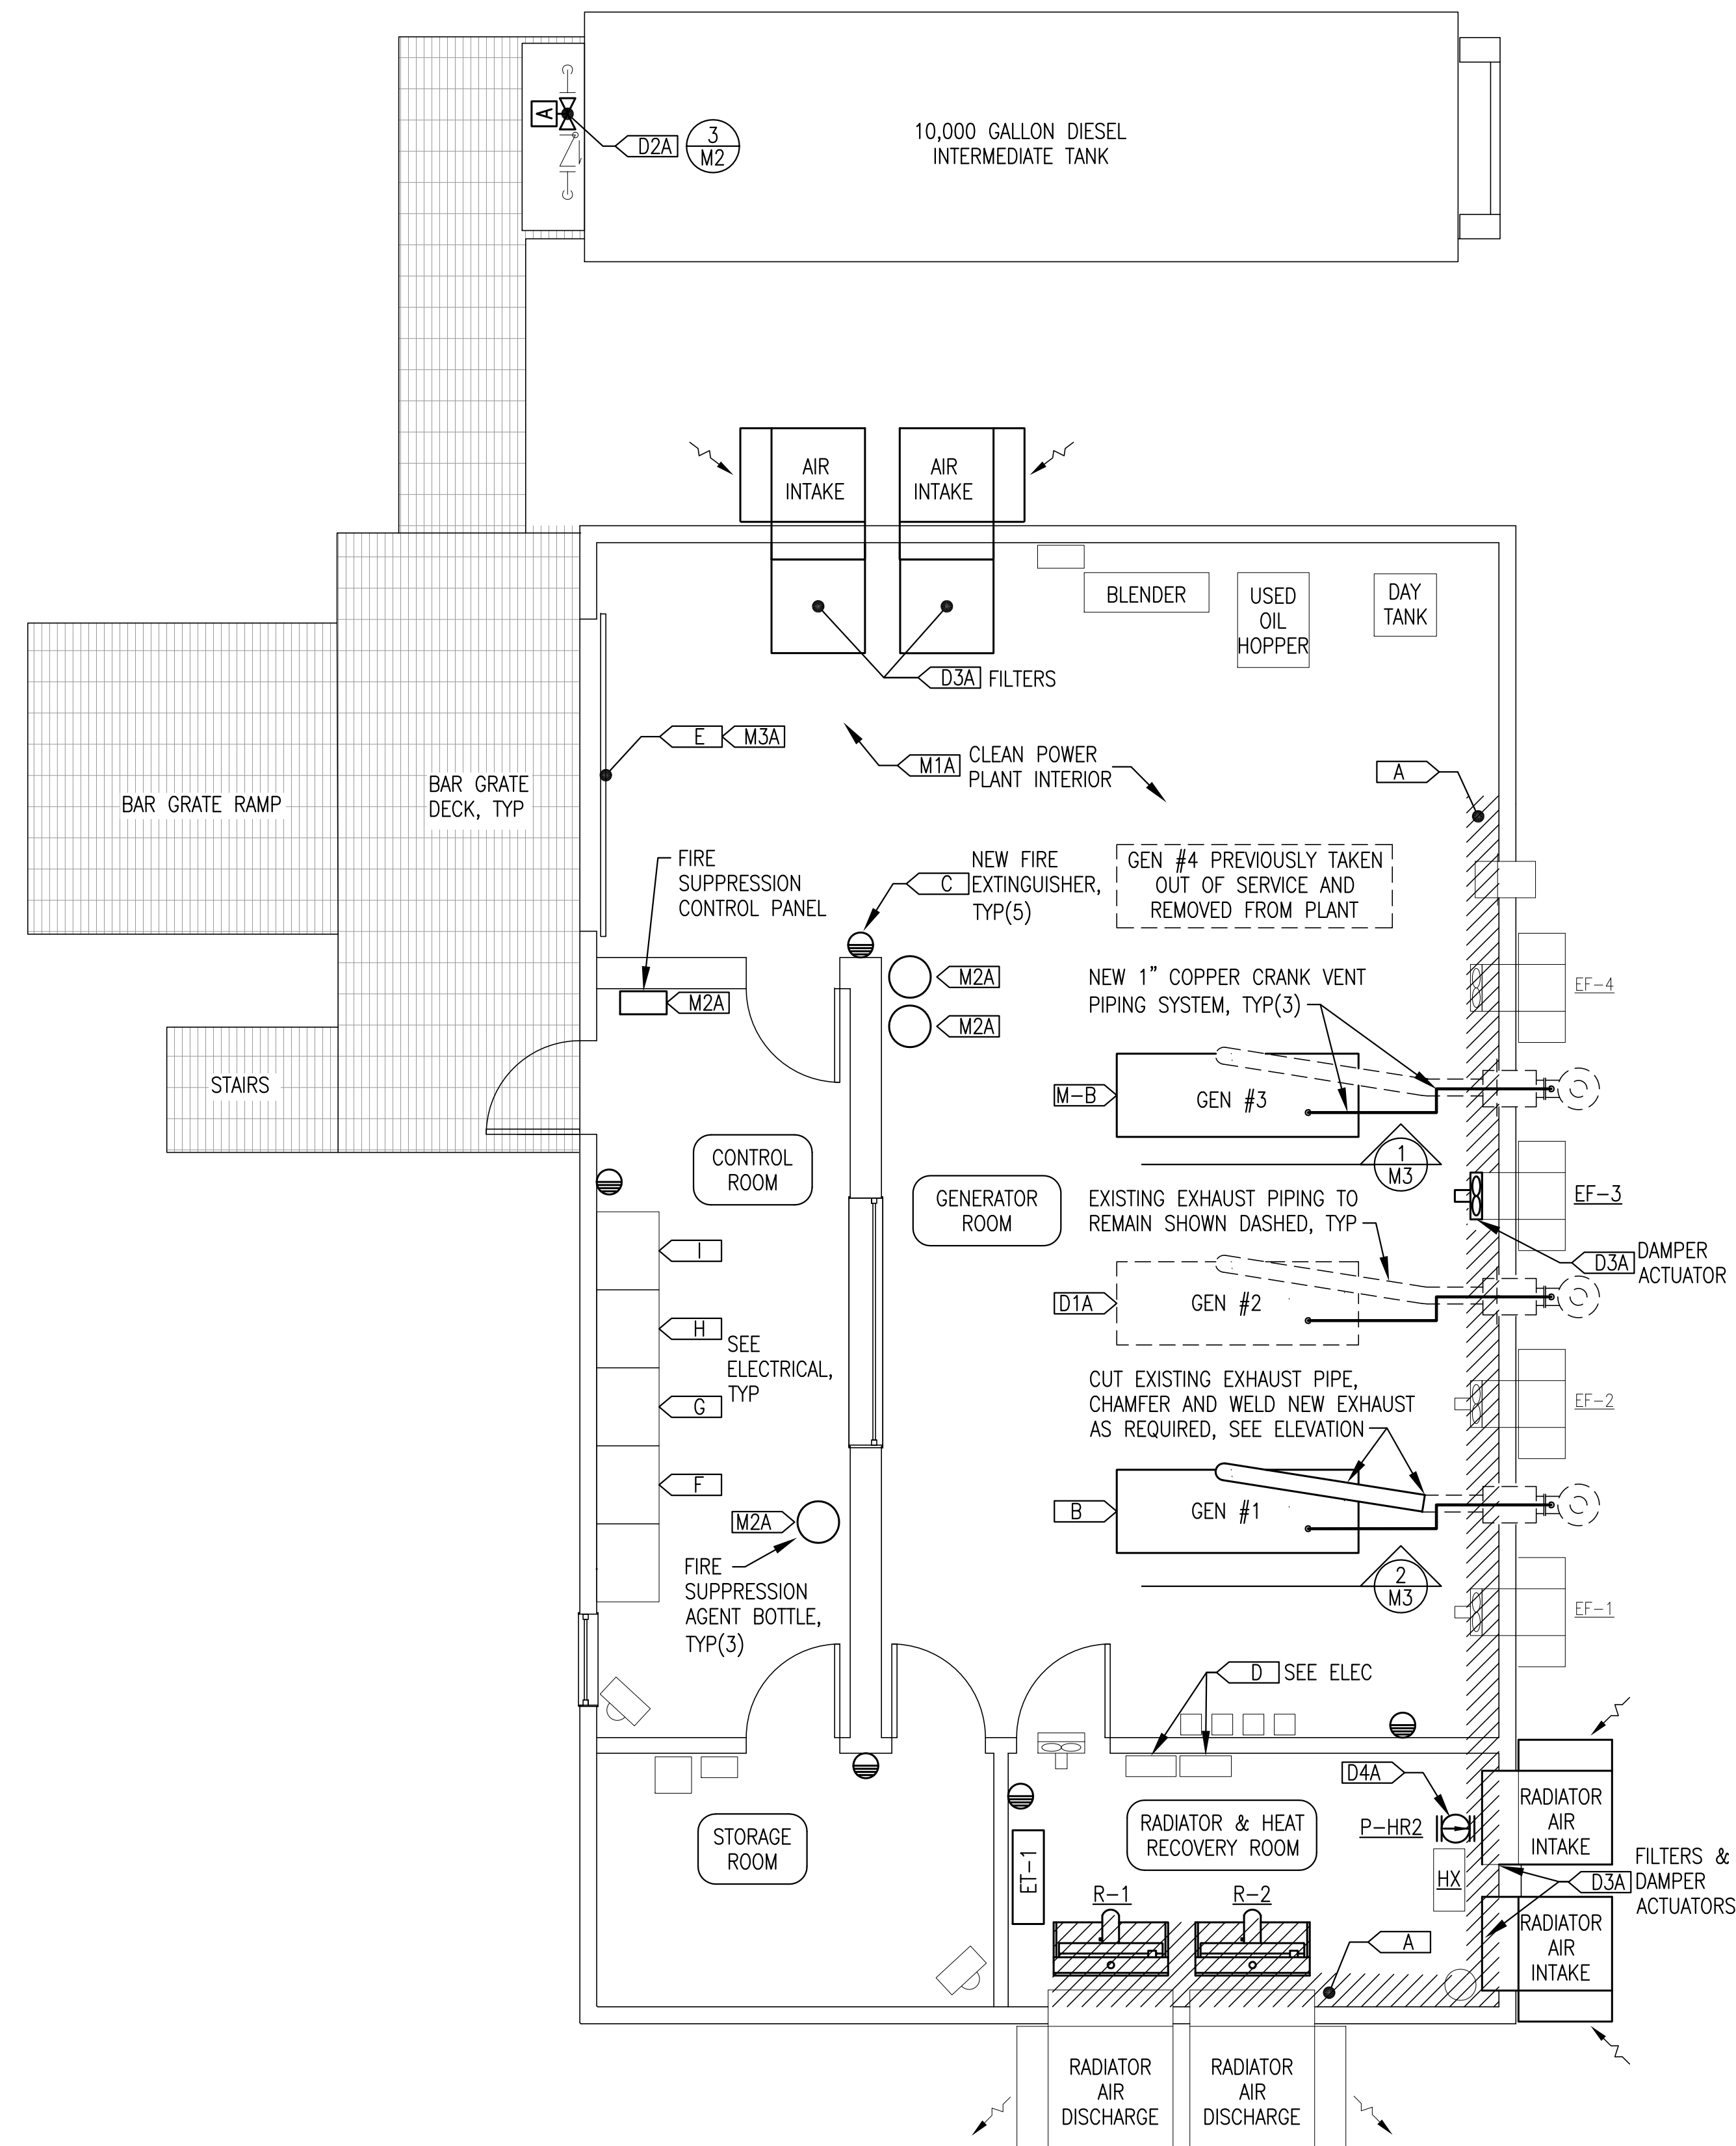 10,000 GALLON DIESEL
INTERMEDIATE TANK
A
D2A
3
M2
AIR
INTAKE
AIR
INTAKE
BLENDER
USED
OIL
HOPPER
DAY
TANK
D3A FILTERS
E M3A
M1A CLEAN POWER
PLANT INTERIOR
A
BAR GRATE RAMP
BAR GRATE
DECK, TYP
FIRE
SUPPRESSION
CONTROL PANEL
C NEW FIRE
EXTINGUISHER,
TYP(5)
GEN #4 PREVIOUSLY TAKEN
OUT OF SERVICE AND
REMOVED FROM PLANT
M2A
M2A
M2A
NEW 1" COPPER CRANK VENT
PIPING SYSTEM, TYP(3)
EF-4
STAIRS
M-B
GEN #3
CONTROL
ROOM
GENERATOR
ROOM
1
M3
EF-3
EXISTING EXHAUST PIPING TO
REMAIN SHOWN DASHED, TYP
D3A DAMPER
ACTUATOR
I
H
SEE
ELECTRICAL,
TYP
G
F
D1A
GEN #2
CUT EXISTING EXHAUST PIPE,
CHAMFER AND WELD NEW EXHAUST
AS REQUIRED, SEE ELEVATION
EF-2
B
GEN #1
M2A
FIRE
SUPPRESSION
AGENT BOTTLE,
TYP(3)
2
M3
EF-1
D SEE ELEC
D4A
P-HR2
RADIATOR
AIR
INTAKE
STORAGE
ROOM
RADIATOR & HEAT
RECOVERY ROOM
ET-1
HX
FILTERS &
D3A DAMPER
ACTUATORS
R-1
R-2
A
RADIATOR
AIR
INTAKE
RADIATOR
AIR
DISCHARGE
RADIATOR
AIR
DISCHARGE